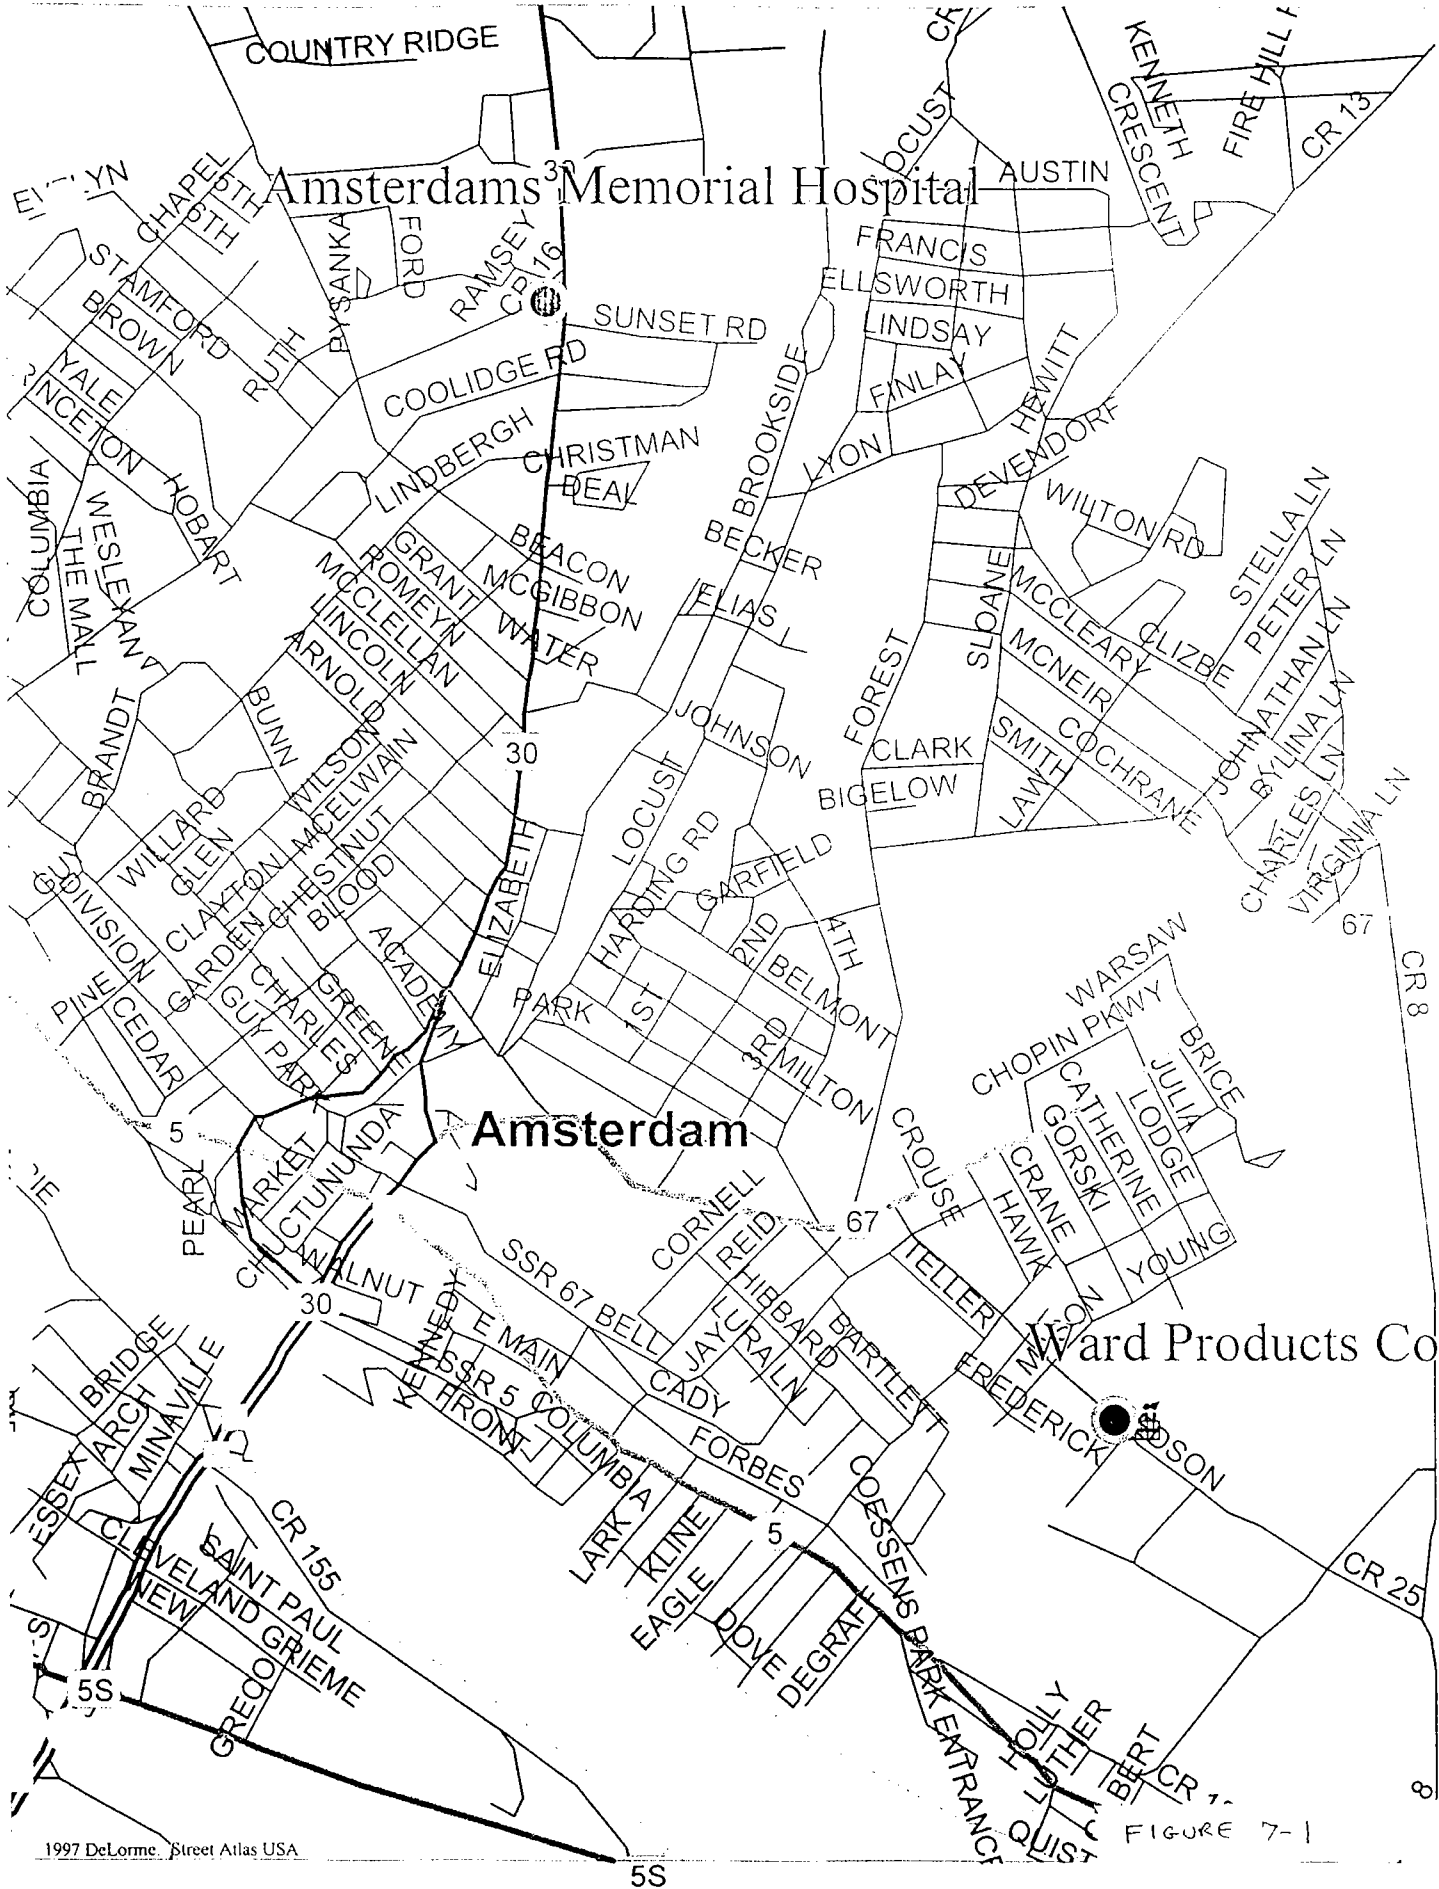 COUNTRY RIDGE
CR
KENNETH
CRESCENT
FIRE HILL
CR 13
LOCUST
AUSTIN
CHAPEL
5TH
6TH
Amsterdams Memorial Hospital
30
STAMFORD
BROWN
YALE
RUTH
PYSANKA
FORD
RAMSEY
CR 16
SUNSET RD
COOLIDGE RD
FRANCIS
ELLSWORTH
LINDSAY
FINLAY
HEWITT
DEVENDORF
LYON
BROOKSIDE
LINDBERGH
CHRISTMAN
DEAL
COLUMBIA
WESLEYAN
THE MALL
HOBART
GRANT
ROMEYN
MCCLELLAN
LINCOLN
ARNOLD
BEACON
MCGIBBON
WATER
BECKER
ELIAS
WILTON RD
STELLA LN
PETER LN
JOHNATHAN LN
BYLINA LN
CHARLES LN
VIRGINIA LN
SLOANE
MCCLEARY
CLIZBE
MCNEIR
COCHRANE
SMITH
LAW
FOREST
CLARK
BIGELOW
JOHNSON
BRANDT
BUNN
WILSON
MCELWAIN
30
LOCUST
HARDING RD
GARFIELD
ELIZABETH
WILLARD
GLEN
CLAYTON
CHESTNUT
BLOOD
GUY
DIVISION
GARDEN
ACADEMY
PINE
CEDAR
CHARLES
GUY PARK
GREENE
PARK
1ST
2ND
3RD
4TH
BELMONT
MILTON
67
CR 8
WARSAW
CHOPIN PKWY
BRICE
JULIA
LODGE
CATHERINE
GORSKI
CRANE
HAWK
YOUNG
CROUSE
5
Amsterdam
PEARL
MARKET
CHUCTUNUNDA
WALNUT
30
67
CORNELL
REID
HIBBARD
SSR 67 BELL
TELLER
JAY
LAURA LN
BARTLETT
KENNEDY
E MAIN
SSR 5
FRONT
COLUMBIA
CADY
FORBES
Ward Products Co
FREDERICK
BRIDGE
ARCH
MINAVILLE
ESSEX
CR 155
CLEVELAND
SAINT PAUL
NEW
GRIEME
GRECO
LARK
KLINE
EAGLE
DOVE
DEGRAFF
5
COESSENS PARK ENTRANCE
CR 25
5S
HOLLY
LUTHER
BERT
CR
QUIST
8
FIGURE 7-1
1997 DeLorme. Street Atlas USA
5S